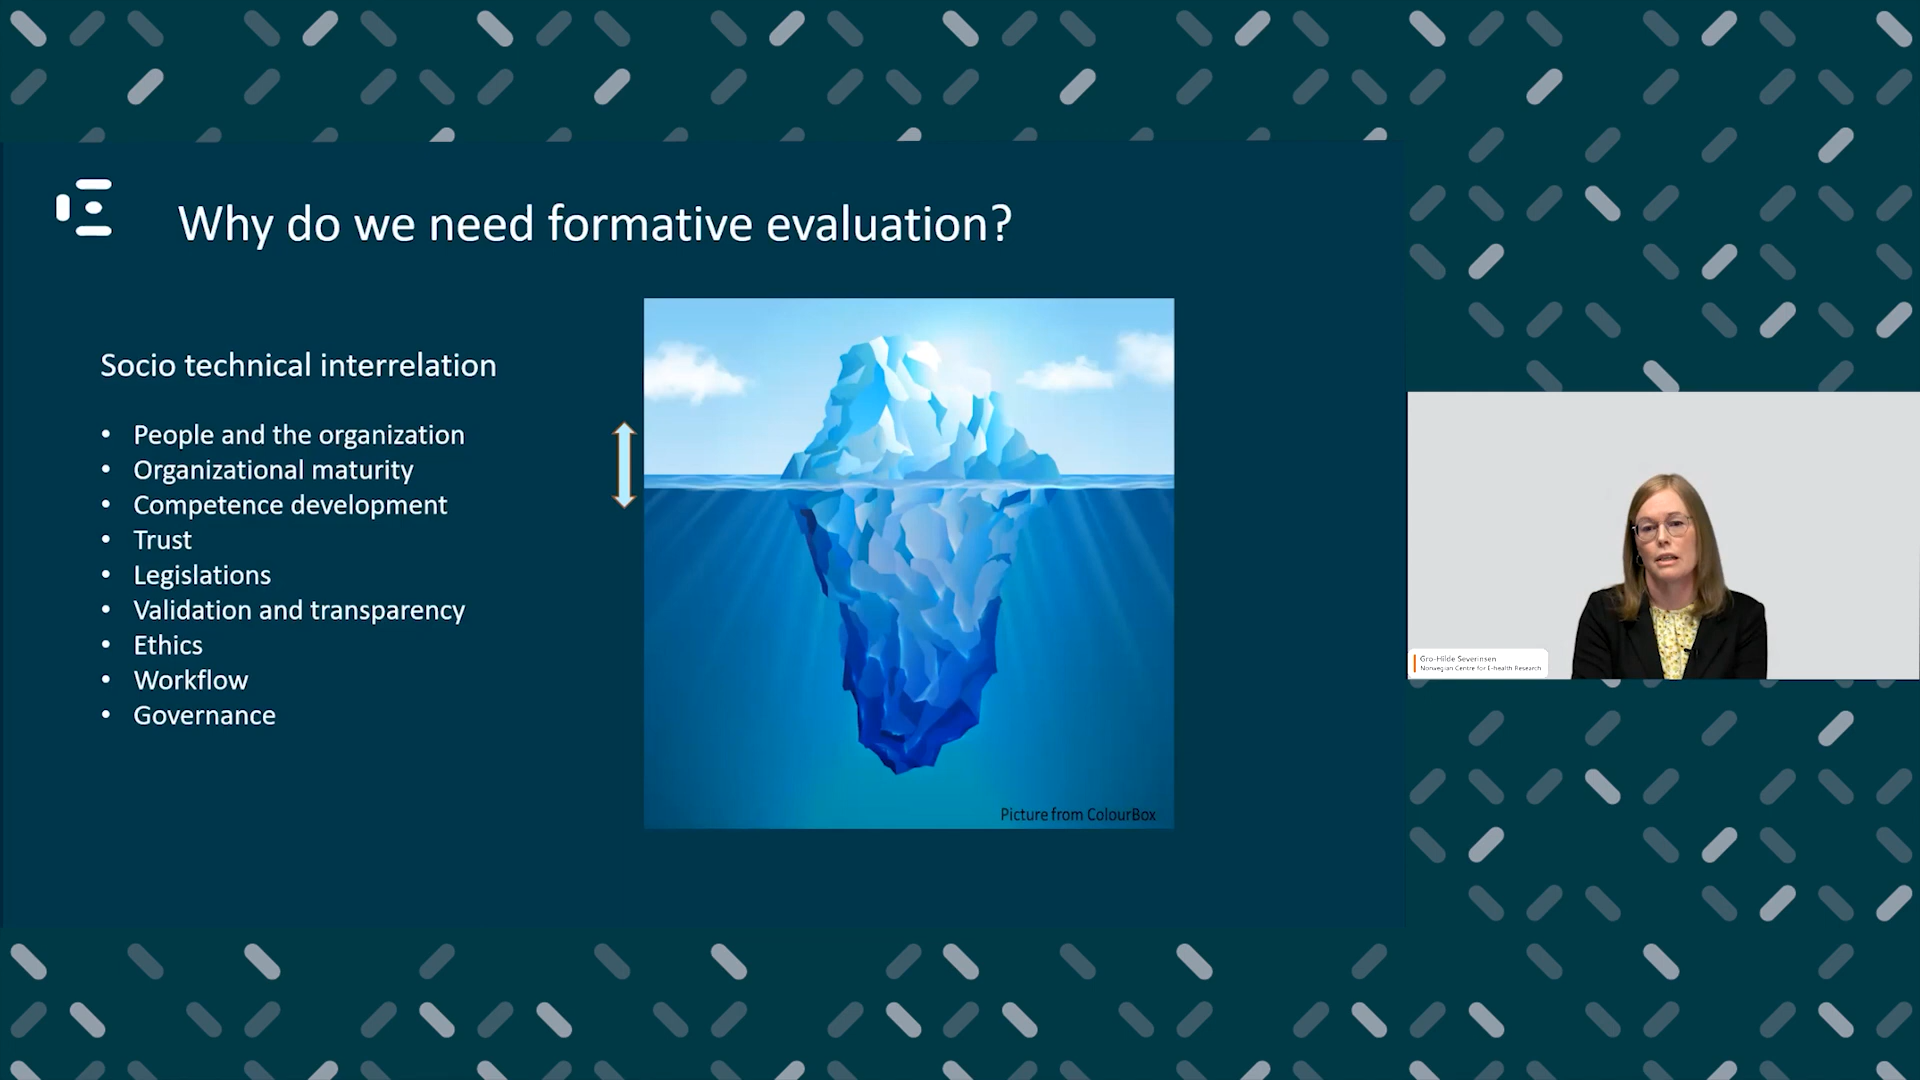 Why do we need formative evaluation?
Socio technical interrelation
• People and the organization
• Organizational maturity
• Competence development
• Trust
• Legislations
• Validation and transparency
• Ethics
• Workflow
• Governance
Picture from ColourBox
Gro-Hilde Severinsen
Norwegian Centre for E-health Research